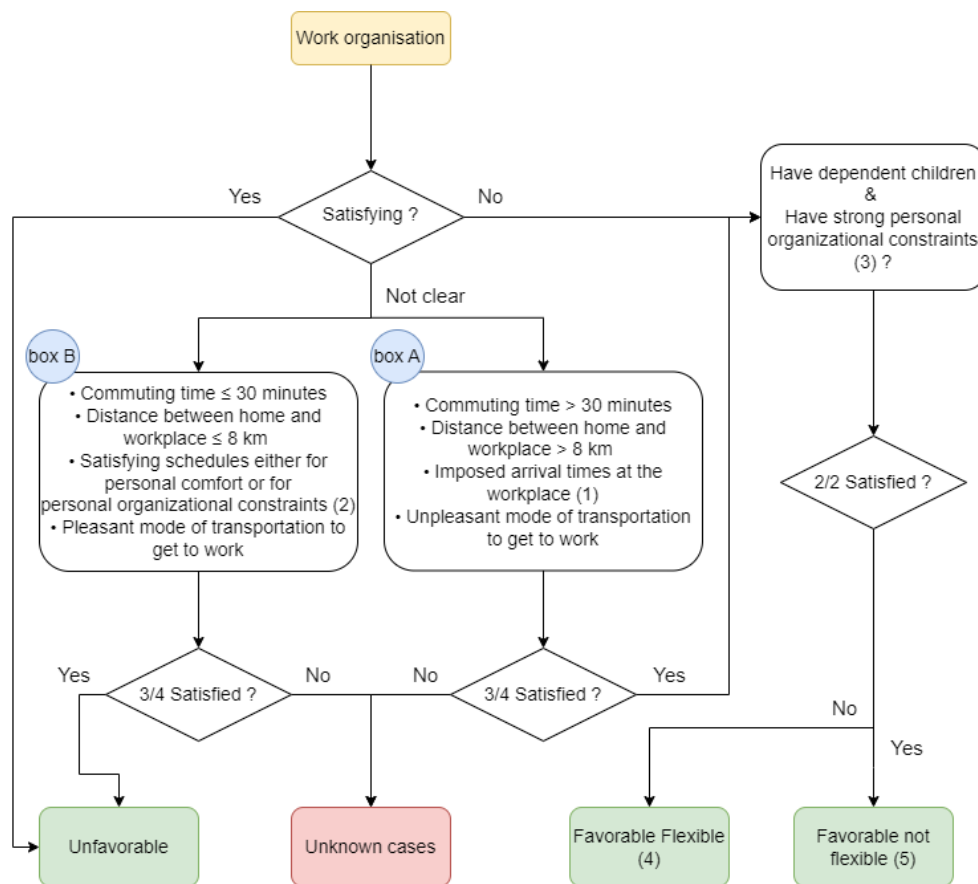 Work organisation
Yes
Satisfying ?
No
Have dependent children
&
Have strong personal
organizational constraints
(3) ?
Not clear
box B
• Commuting time ≤ 30 minutes
• Distance between home and
workplace ≤ 8 km
• Satisfying schedules either for
personal comfort or for
personal organizational constraints (2)
• Pleasant mode of transportation to
get to work
box A
• Commuting time > 30 minutes
• Distance between home and
workplace > 8 km
• Imposed arrival times at the
workplace (1)
• Unpleasant mode of transportation
to get to work
2/2 Satisfied ?
Yes
3/4 Satisfied ?
No
No
3/4 Satisfied ?
Yes
No
Yes
Unfavorable
Unknown cases
Favorable Flexible
(4)
Favorable not
flexible (5)